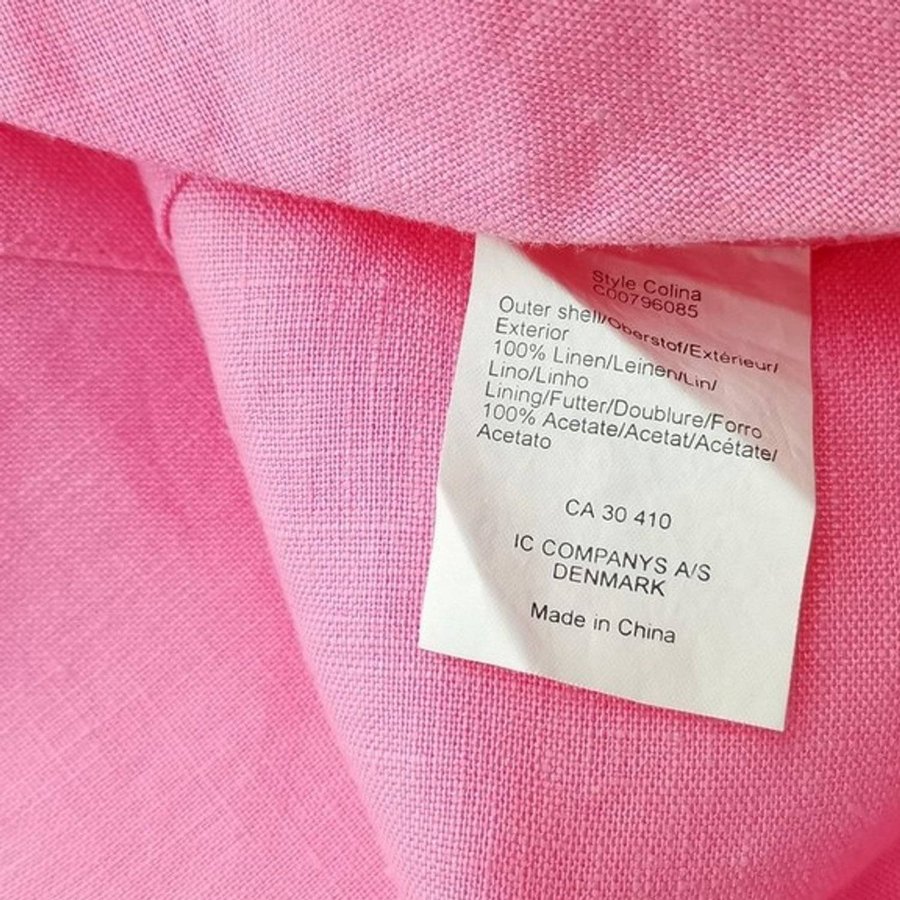 Style Colina
C00796085
Outer shell/Oberstof/Extérieur/
Exterior
100% Linen/Leinen/Lin/
Lino/Linho
Lining/Futter/Doublure/Forro
100% Acetate/Acetat/Acétate/
Acetato
CA 30 410
IC COMPANYS A/S
DENMARK
Made in China